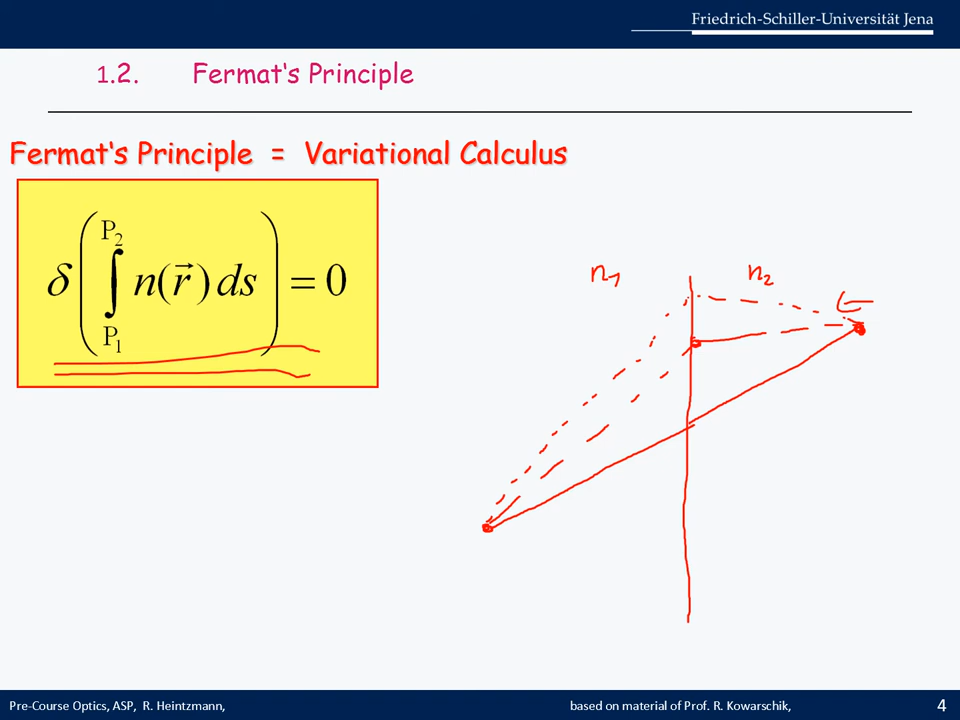 Friedrich-Schiller-Universität Jena
1.2. Fermat's Principle
Fermat's Principle = Variational Calculus
δ(∫_{P₁}^{P₂} n(r⃗) ds) = 0
n₁ n₂
Pre-Course Optics, ASP, R. Heintzmann, based on material of Prof. R. Kowarschik, 4